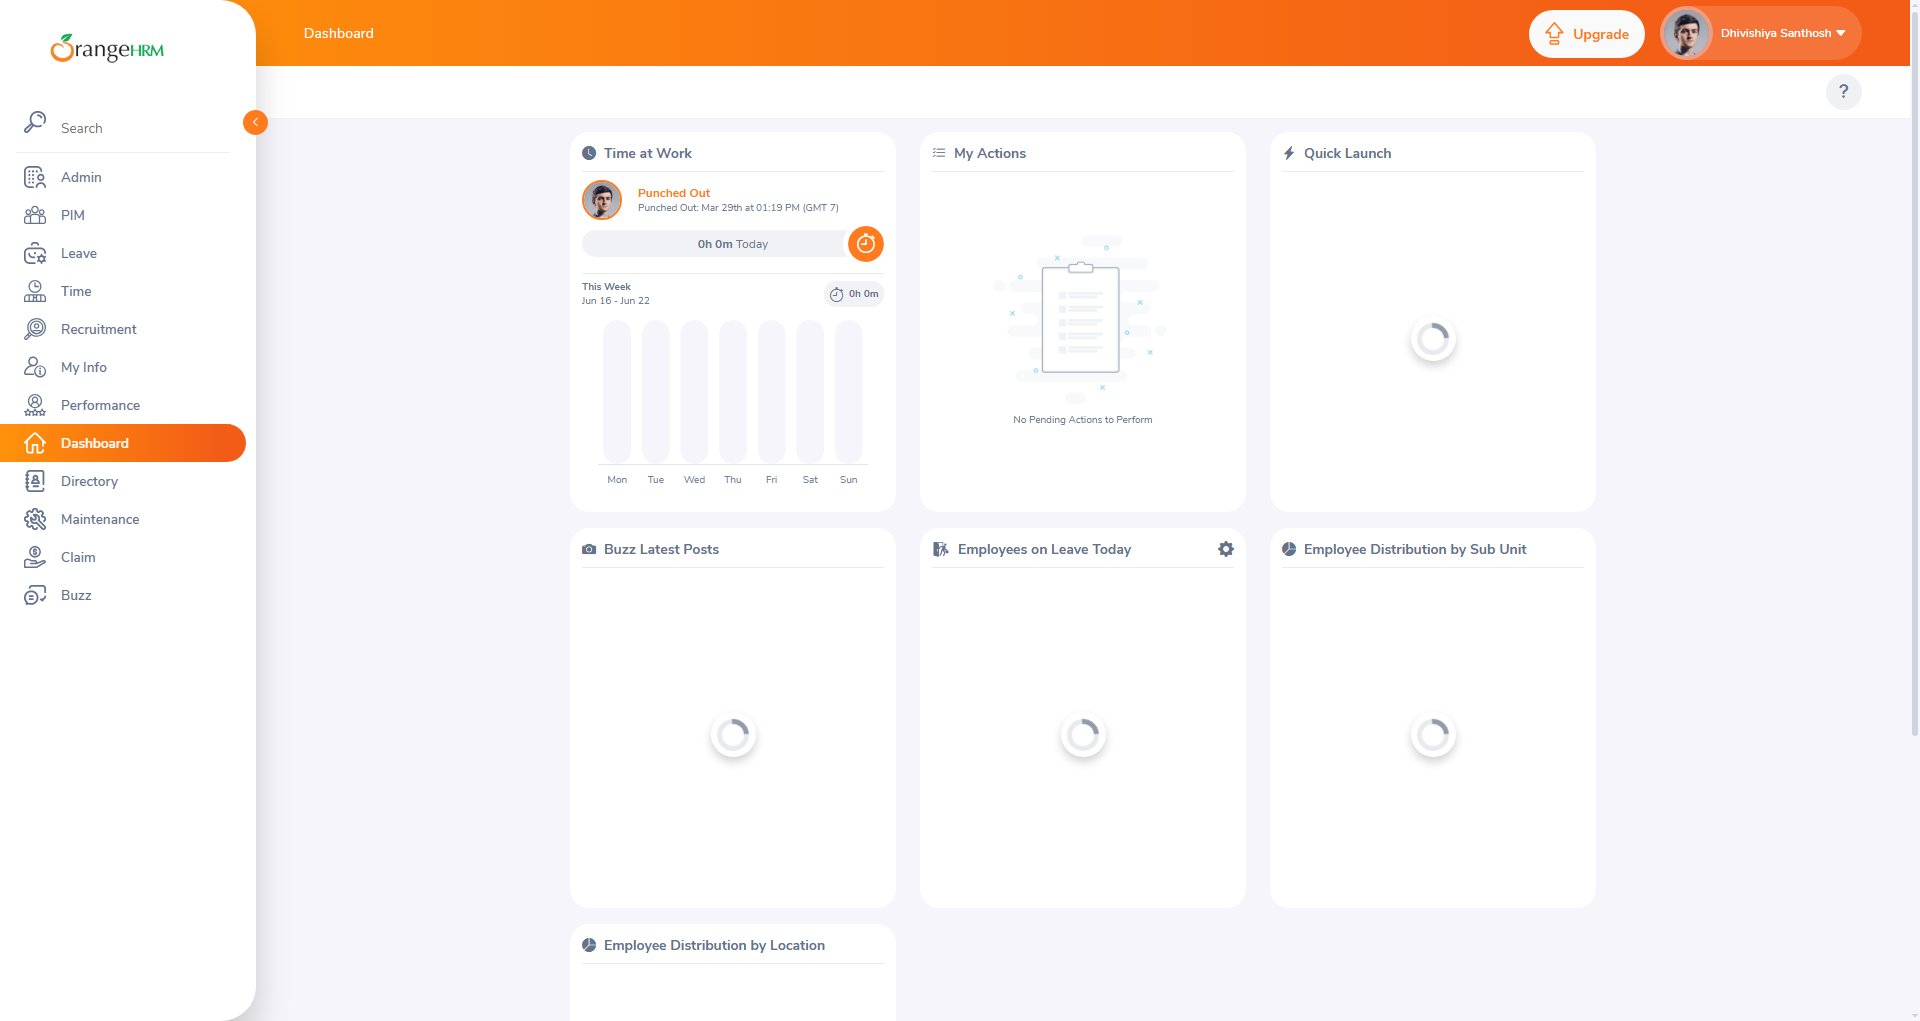 OrangeHRM
Search
Admin
PIM
Leave
Time
Recruitment
My Info
Performance
Dashboard
Directory
Maintenance
Claim
Buzz
Dashboard
Upgrade
Dhivishiya Santhosh
?
Time at Work
Punched Out
Punched Out: Mar 29th at 01:19 PM (GMT 7)
0h 0m Today
This Week
Jun 16 - Jun 22
0h 0m
Mon Tue Wed Thu Fri Sat Sun
My Actions
No Pending Actions to Perform
Quick Launch
Buzz Latest Posts
Employees on Leave Today
Employee Distribution by Sub Unit
Employee Distribution by Location